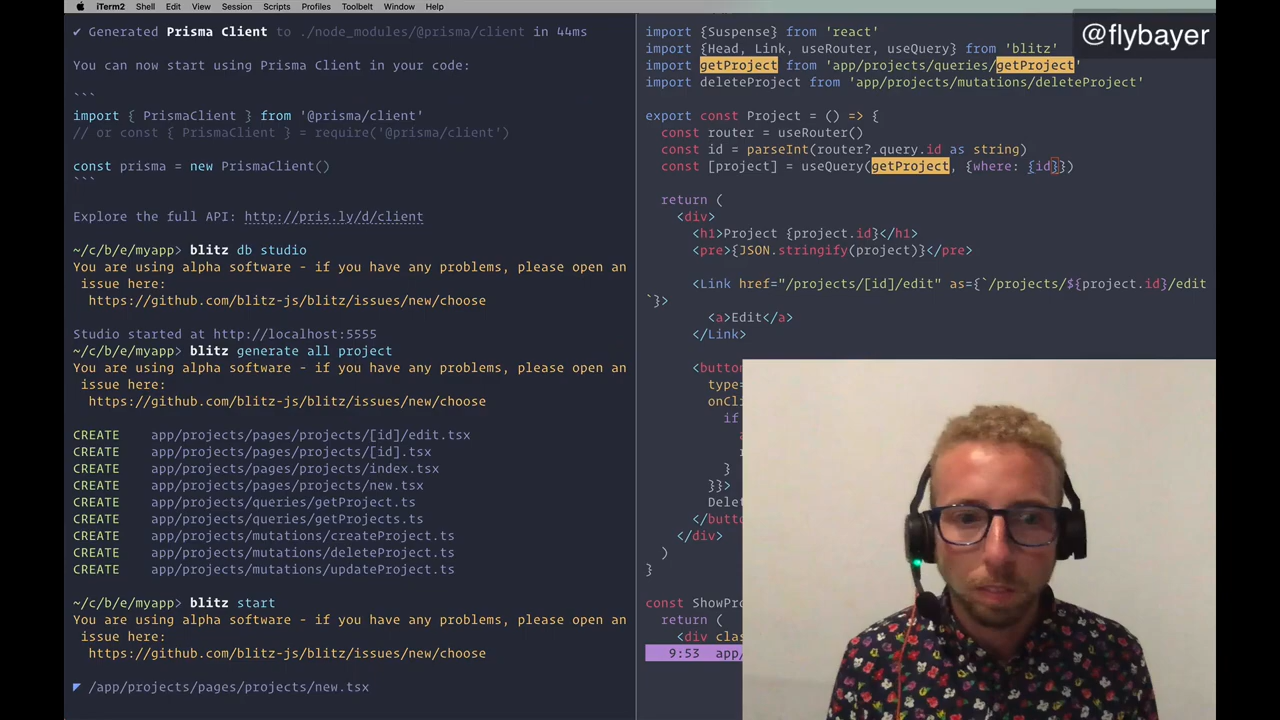 iTerm2 Shell Edit View Session Scripts Profiles Toolbelt Window Help
@flybayer
✔ Generated Prisma Client to ./node_modules/@prisma/client in 44ms
You can now start using Prisma Client in your code:
```
import { PrismaClient } from '@prisma/client'
// or const { PrismaClient } = require('@prisma/client')
const prisma = new PrismaClient()
```
Explore the full API: http://pris.ly/d/client
~/c/b/e/myapp> blitz db studio
You are using alpha software - if you have any problems, please open an
issue here:
https://github.com/blitz-js/blitz/issues/new/choose
Studio started at http://localhost:5555
~/c/b/e/myapp> blitz generate all project
You are using alpha software - if you have any problems, please open an
issue here:
https://github.com/blitz-js/blitz/issues/new/choose
CREATE app/projects/pages/projects/[id]/edit.tsx
CREATE app/projects/pages/projects/[id].tsx
CREATE app/projects/pages/projects/index.tsx
CREATE app/projects/pages/projects/new.tsx
CREATE app/projects/queries/getProject.ts
CREATE app/projects/queries/getProjects.ts
CREATE app/projects/mutations/createProject.ts
CREATE app/projects/mutations/deleteProject.ts
CREATE app/projects/mutations/updateProject.ts
~/c/b/e/myapp> blitz start
You are using alpha software - if you have any problems, please open an
issue here:
https://github.com/blitz-js/blitz/issues/new/choose
/app/projects/pages/projects/new.tsx
import {Suspense} from 'react'
import {Head, Link, useRouter, useQuery} from 'blitz'
import getProject from 'app/projects/queries/getProject'
import deleteProject from 'app/projects/mutations/deleteProject'
export const Project = () => {
const router = useRouter()
const id = parseInt(router?.query.id as string)
const [project] = useQuery(getProject, {where: {id}})
return (
<div>
<h1>Project {project.id}</h1>
<pre>{JSON.stringify(project)}</pre>
<Link href="/projects/[id]/edit" as={`/projects/${project.id}/edit
`}>
<a>Edit</a>
</Link>
<button
type=
onCl
if
a
r
}
}}>
Del
</butto
</div>
)
}
const ShowPro
return (
<div clas
9:53 app/